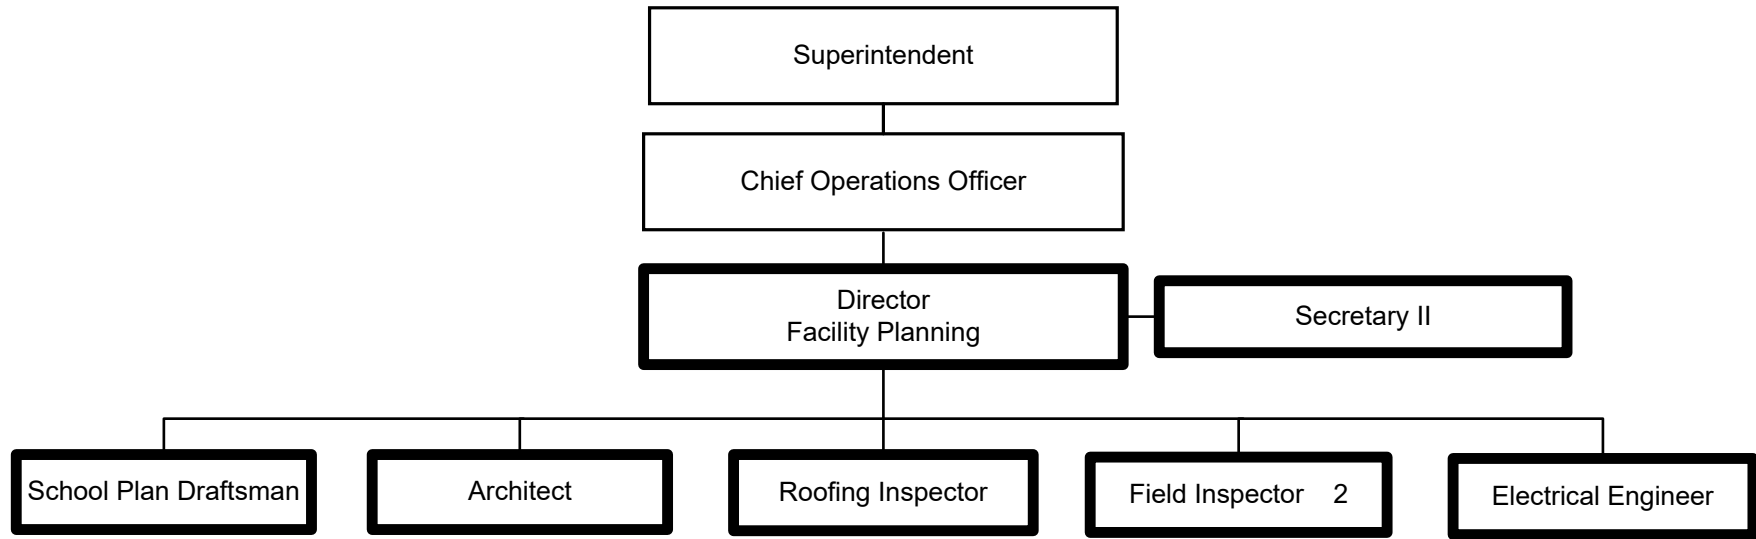 Superintendent
Chief Operations Officer
Director
Facility Planning
Secretary II
School Plan Draftsman
Architect
Roofing Inspector
Field Inspector 2
Electrical Engineer